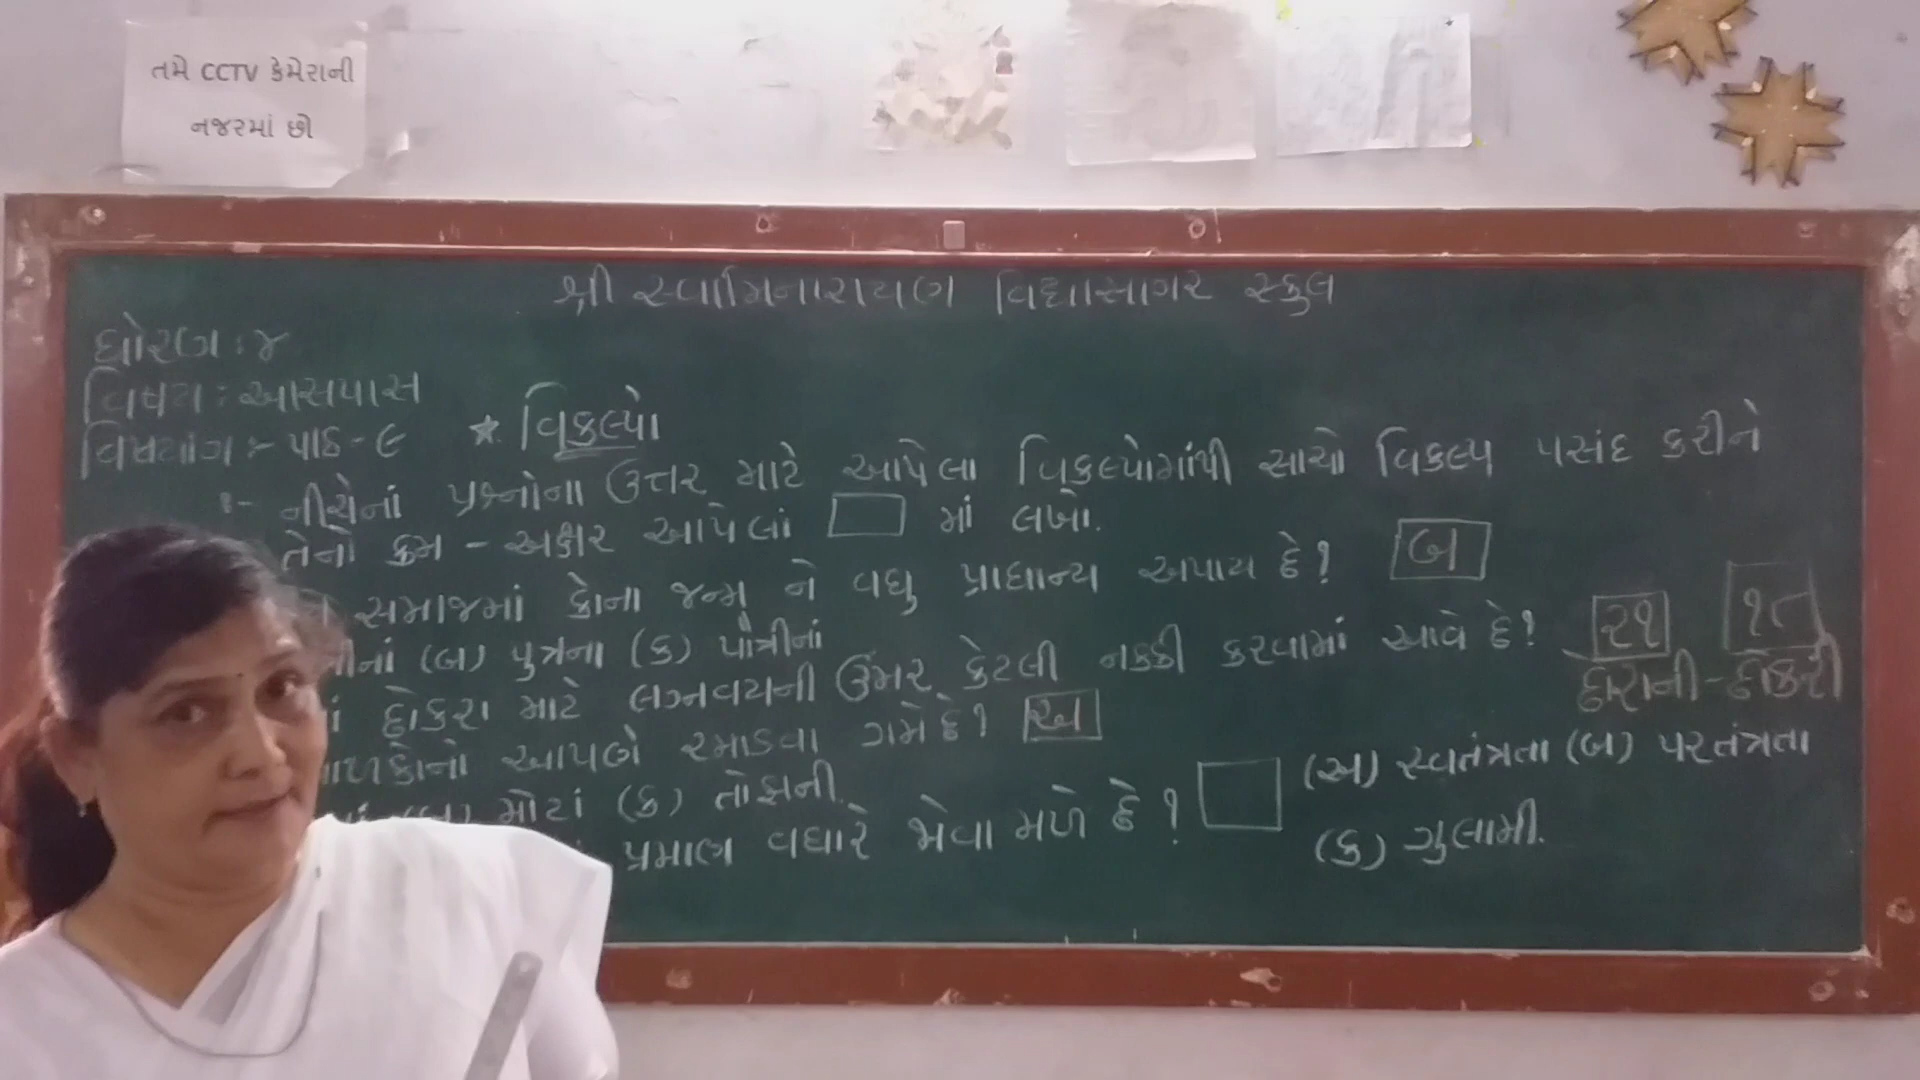 તમે CCTV કેમેરાની
નજરમાં છો
શ્રી સ્વામિનારાયણ વિદ્યાસાગર સ્કુલ
ધોરણ : ૪
વિષય : આસપાસ
વિષયાંગ :- પાઠ - ૯ ★ વિકલ્પો
૧- નીચેનાં પ્રશ્નોના ઉત્તર માટે આપેલા વિકલ્પોમાંથી સાચો વિકલ્પ પસંદ કરીને
તેનો ક્રમ - અક્ષર આપેલાં માં લખો.
સમાજમાં કોના જન્મ ને વધુ પ્રાધાન્ય અપાય છે? બ
(બ) પુત્રના (ક) પૌત્રીનાં
છોકરા માટે લગ્નવયની ઉંમર કેટલી નક્કી કરવામાં આવે છે? ૨૧ ૧૮
છોરાની - છોકરી
આપણે રમાડવા ગમે છે? અ
(બ) મોટાં (ક) તોફાની.
પ્રમાણ વધારે જોવા મળે છે?
(અ) સ્વતંત્રતા (બ) પરતંત્રતા
(ક) ગુલામી.